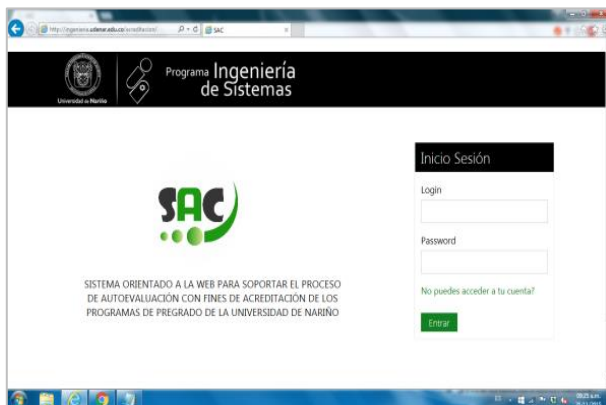 SAC
Universidad de Nariño
Programa Ingeniería
de Sistemas
SAC
SISTEMA ORIENTADO A LA WEB PARA SOPORTAR EL PROCESO
DE AUTOEVALUACIÓN CON FINES DE ACREDITACIÓN DE LOS
PROGRAMAS DE PREGRADO DE LA UNIVERSIDAD DE NARIÑO
Inicio Sesión
Login
Password
No puedes acceder a tu cuenta?
Entrar